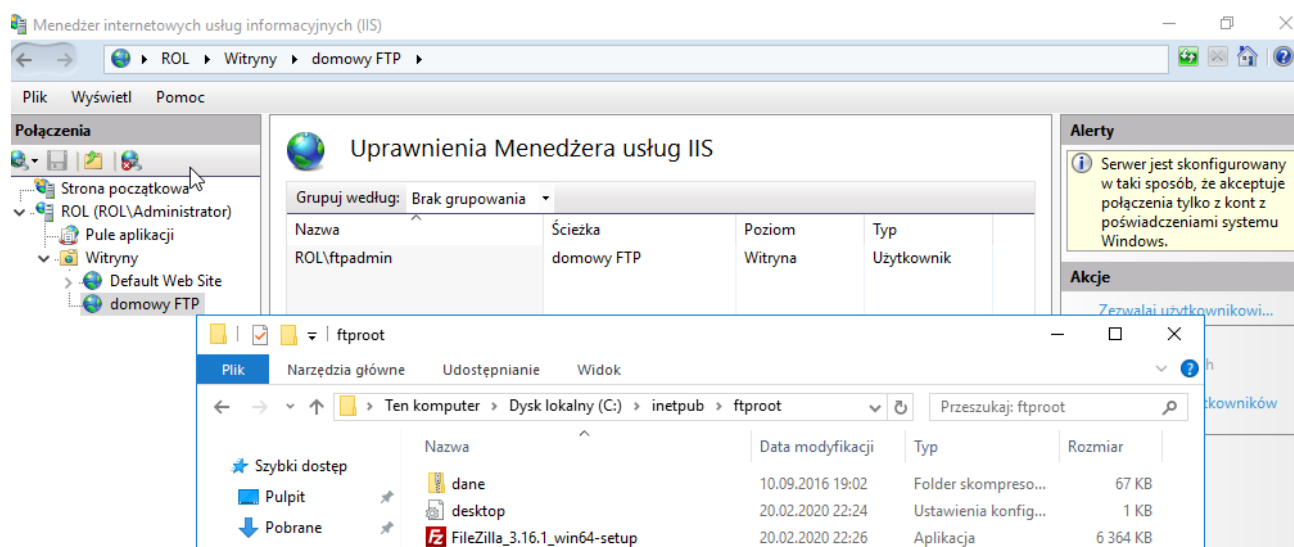 Menedżer internetowych usług informacyjnych (IIS)
ROL Witryny domowy FTP
Plik Wyświetl Pomoc
Połączenia
Strona początkowa
ROL (ROL\Administrator)
Pule aplikacji
Witryny
Default Web Site
domowy FTP
Uprawnienia Menedżera usług IIS
Grupuj według: Brak grupowania
Nazwa Ścieżka Poziom Typ
ROL\ftpadmin domowy FTP Witryna Użytkownik
Alerty
Serwer jest skonfigurowany
w taki sposób, że akceptuje
połączenia tylko z kont z
poświadczeniami systemu
Windows.
Akcje
Zezwalaj użytkownikowi...
h
tkowników
ftproot
Plik Narzędzia główne Udostępnianie Widok
Ten komputer Dysk lokalny (C:) inetpub ftproot Przeszukaj: ftproot
Nazwa Data modyfikacji Typ Rozmiar
Szybki dostęp
Pulpit
Pobrane
dane 10.09.2016 19:02 Folder skompreso... 67 KB
desktop 20.02.2020 22:24 Ustawienia konfig... 1 KB
FileZilla_3.16.1_win64-setup 20.02.2020 22:26 Aplikacja 6 364 KB